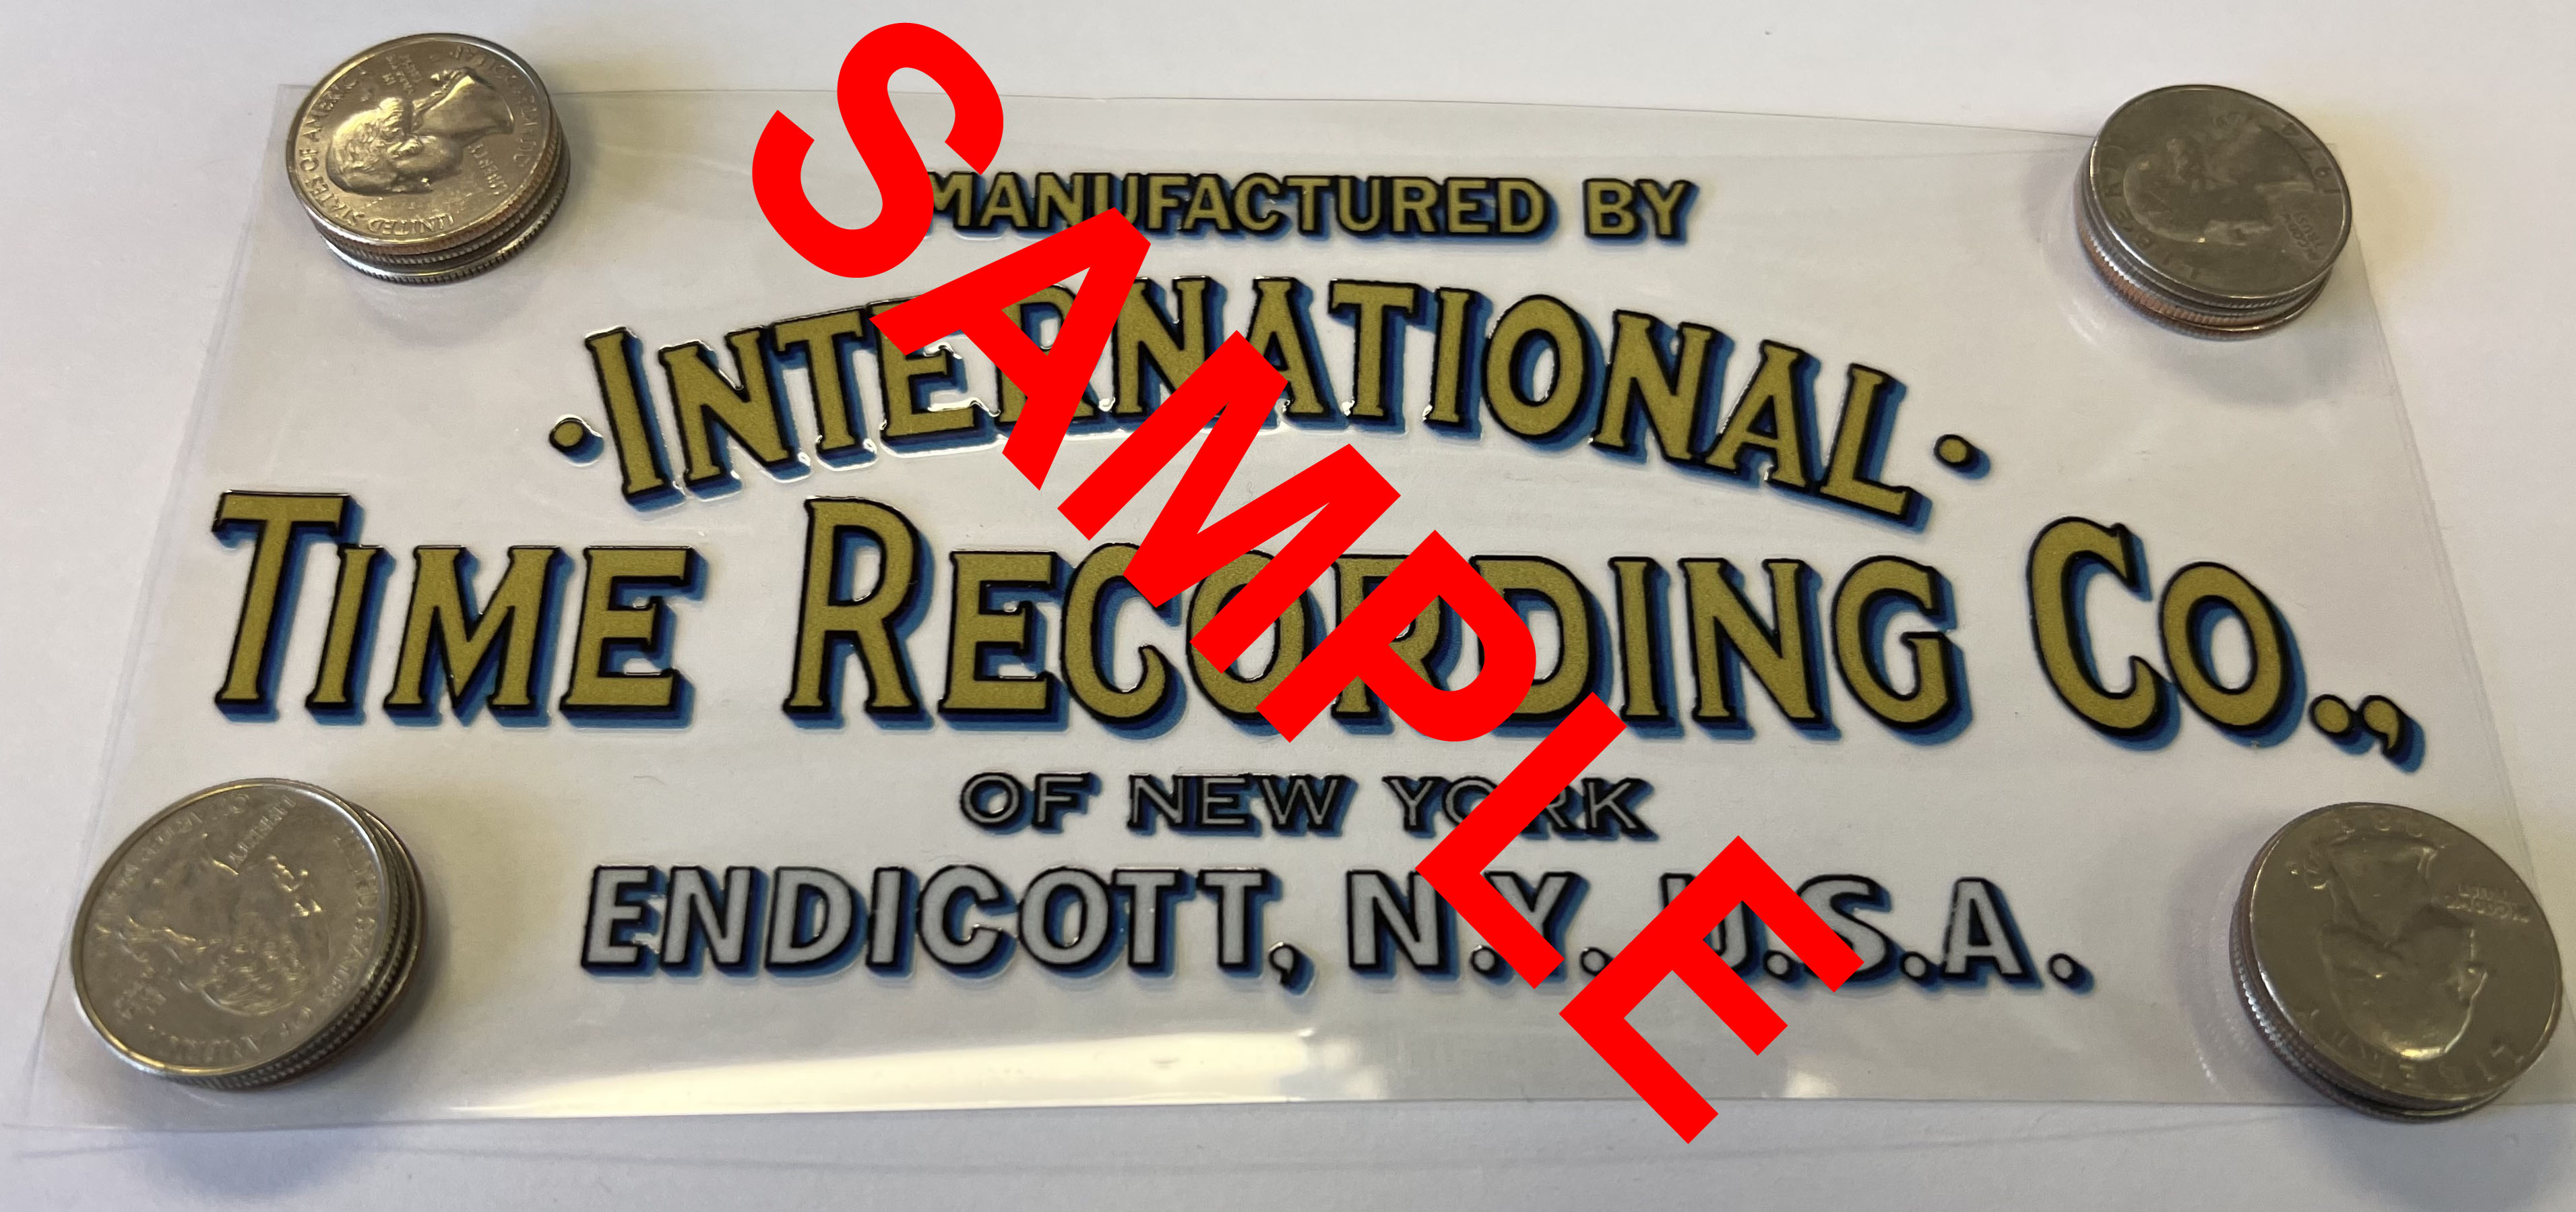 MANUFACTURED BY
·INTERNATIONAL·
TIME RECORDING CO.,
OF NEW YORK
ENDICOTT, N.Y. U.S.A.
SAMPLE